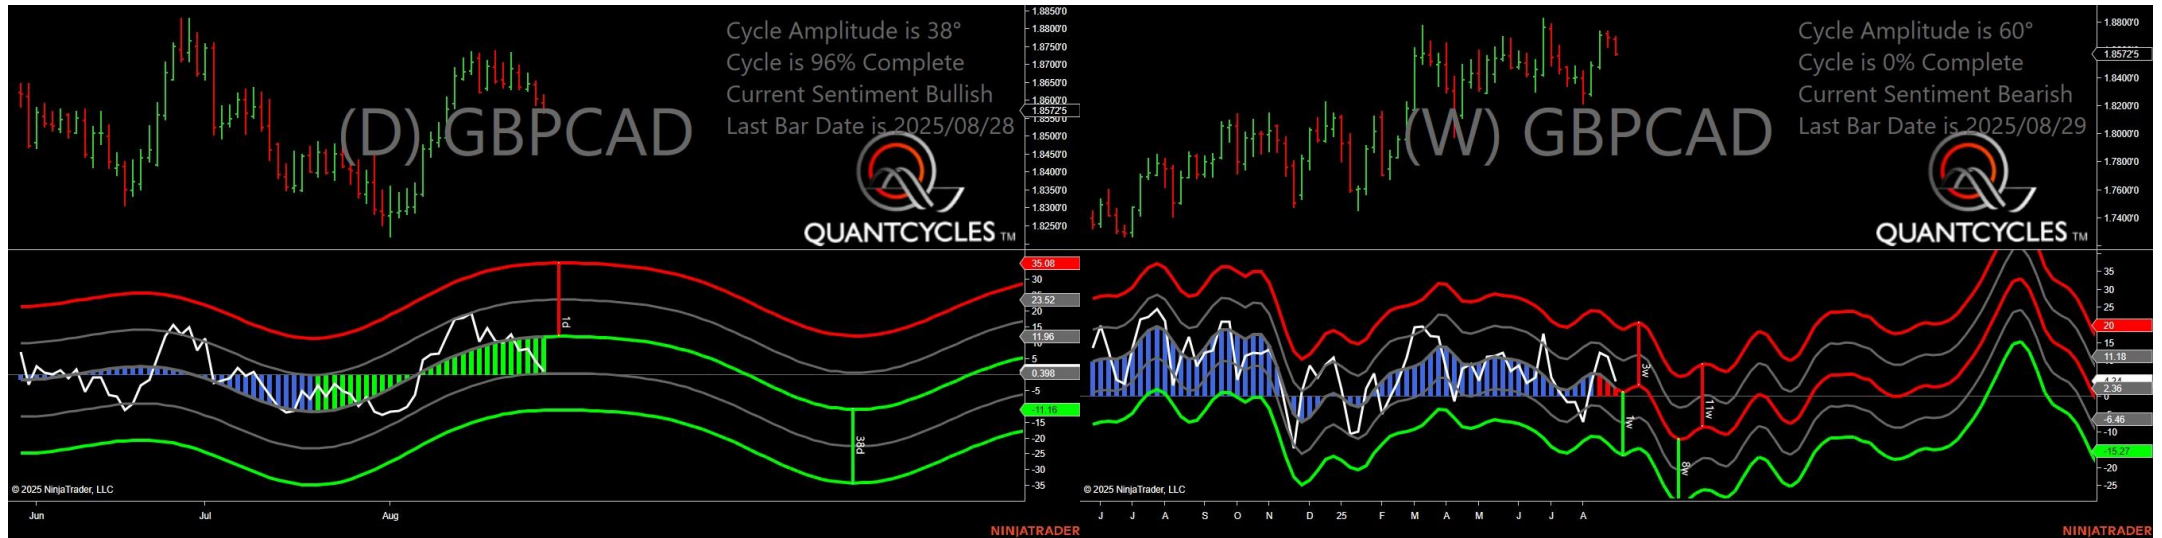 1.8850'0
1.8800'0
1.8750'0
1.8700'0
1.8650'0
1.8600'0
1.8572'5
1.8550'0
1.8500'0
1.8450'0
1.8400'0
1.8350'0
1.8300'0
1.8250'0
Cycle Amplitude is 38°
Cycle is 96% Complete
Current Sentiment Bullish
Last Bar Date is 2025/08/28
(D) GBPCAD
QUANTCYCLES TM
35.08
30
23.52
20
15
11.96
10
5
0.398
-5
-11.16
-15
-20
-25
-30
-35
1d
38d
© 2025 NinjaTrader, LLC
Jun
Jul
Aug
NINJATRADER
1.8800'0
1.8572'5
1.8400'0
1.8200'0
1.8000'0
1.7800'0
1.7600'0
1.7400'0
Cycle Amplitude is 60°
Cycle is 0% Complete
Current Sentiment Bearish
Last Bar Date is 2025/08/29
(W) GBPCAD
QUANTCYCLES TM
35
30
25
20
15
11.18
2.36
0
-6.46
-10
-15.27
-20
-25
3w
11w
1w
8w
© 2025 NinjaTrader, LLC
J
J
A
S
O
N
D
25
F
M
A
M
J
J
A
NINJATRADER